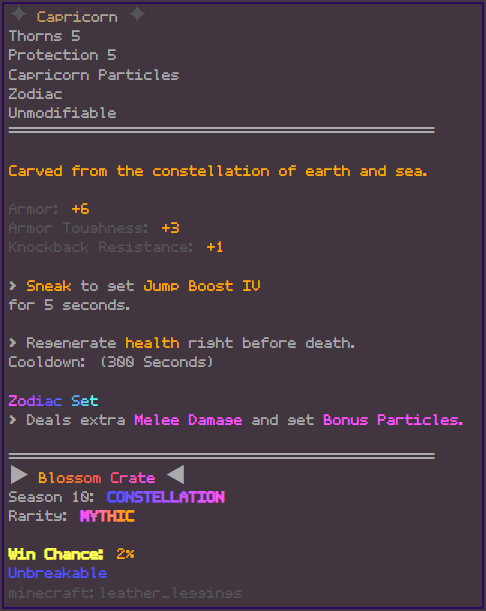 ✦ Capricorn ✦
Thorns 5
Protection 5
Capricorn Particles
Zodiac
Unmodifiable
Carved from the constellation of earth and sea.
Armor: +6
Armor Toughness: +3
Knockback Resistance: +1
> Sneak to get Jump Boost IV
for 5 seconds.
> Regenerate health right before death.
Cooldown: (300 Seconds)
Zodiac Set
> Deals extra Melee Damage and get Bonus Particles.
▶ Blossom Crate ◀
Season 10: CONSTELLATION
Rarity: MYTHIC
Win Chance: 2%
Unbreakable
minecraft:leather_leggings